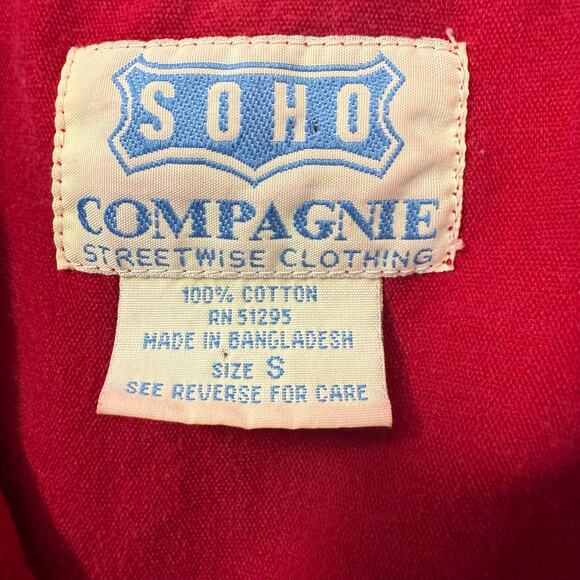 SOHO
COMPAGNIE
STREETWISE CLOTHING
100% COTTON
RN 51295
MADE IN BANGLADESH
SIZE S
SEE REVERSE FOR CARE